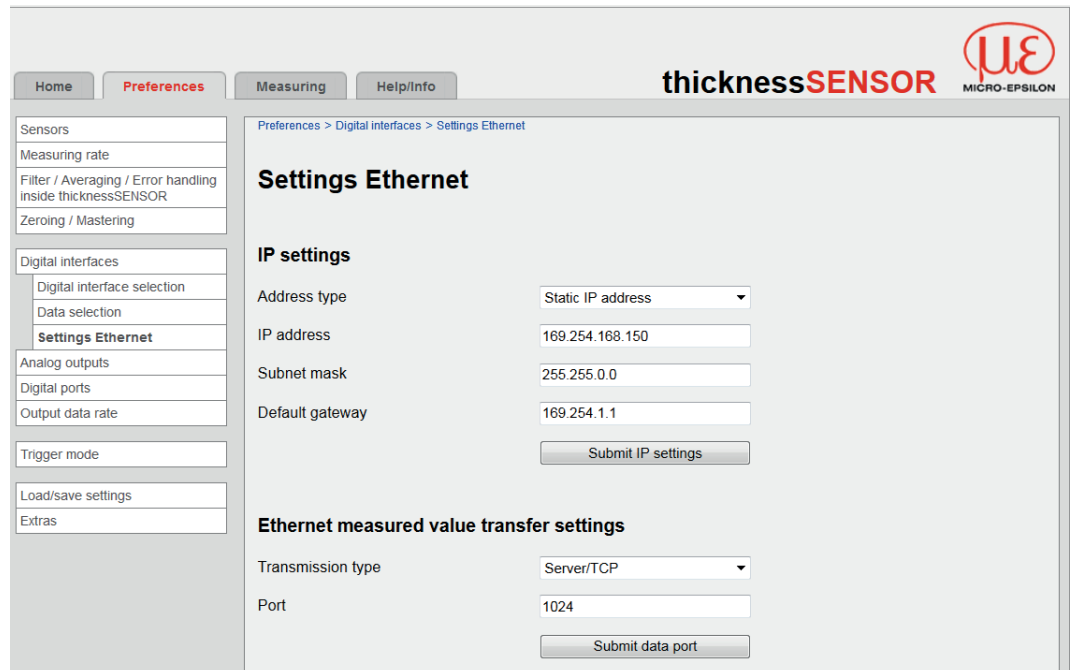 Home
Preferences
Measuring
Help/Info
thicknessSENSOR
με
MICRO-EPSILON
Sensors
Measuring rate
Filter / Averaging / Error handling
inside thicknessSENSOR
Zeroing / Mastering
Digital interfaces
Digital interface selection
Data selection
Settings Ethernet
Analog outputs
Digital ports
Output data rate
Trigger mode
Load/save settings
Extras
Preferences > Digital interfaces > Settings Ethernet
Settings Ethernet
IP settings
Address type
Static IP address
IP address
169.254.168.150
Subnet mask
255.255.0.0
Default gateway
169.254.1.1
Submit IP settings
Ethernet measured value transfer settings
Transmission type
Server/TCP
Port
1024
Submit data port